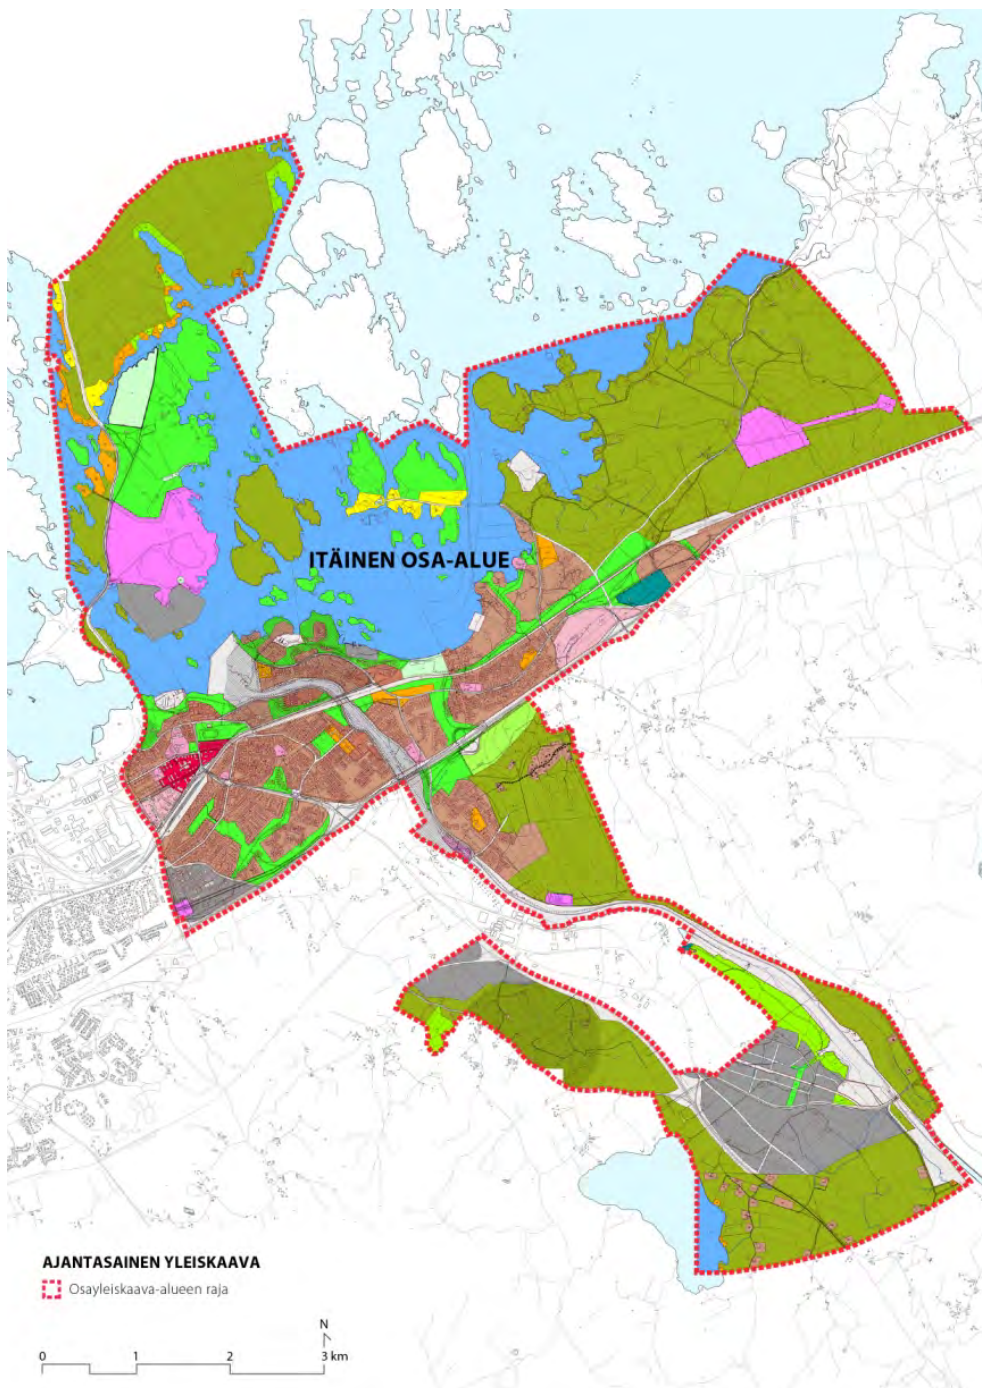 ITÄINEN OSA-ALUE
AJANTASAINEN YLEISKAAVA
Osayleiskaava-alueen raja
N
0 1 2 3 km